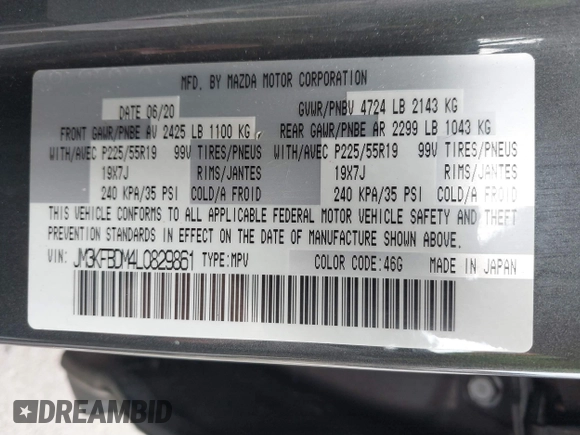 MFD. BY MAZDA MOTOR CORPORATION
DATE 06/20 GVWR/PNBV 4724 LB 2143 KG
FRONT GAWR/PNBE AV 2425 LB 1100 KG REAR GAWR/PNBE AR 2299 LB 1043 KG
WITH/AVEC P225/55R19 99V TIRES/PNEUS WITH/AVEC P225/55R19 99V TIRES/PNEUS
19X7J RIMS/JANTES 19X7J RIMS/JANTES
240 KPA/35 PSI COLD/A FROID 240 KPA/35 PSI COLD/A FROID
THIS VEHICLE CONFORMS TO ALL APPLICABLE FEDERAL MOTOR VEHICLE SAFETY AND THEFT
PREVENTION STANDARDS IN EFFECT ON THE DATE OF MANUFACTURE SHOWN ABOVE.
VIN: JM3KFBDM4L0829861 TYPE:MPV COLOR CODE:46G MADE IN JAPAN
DREAMBID